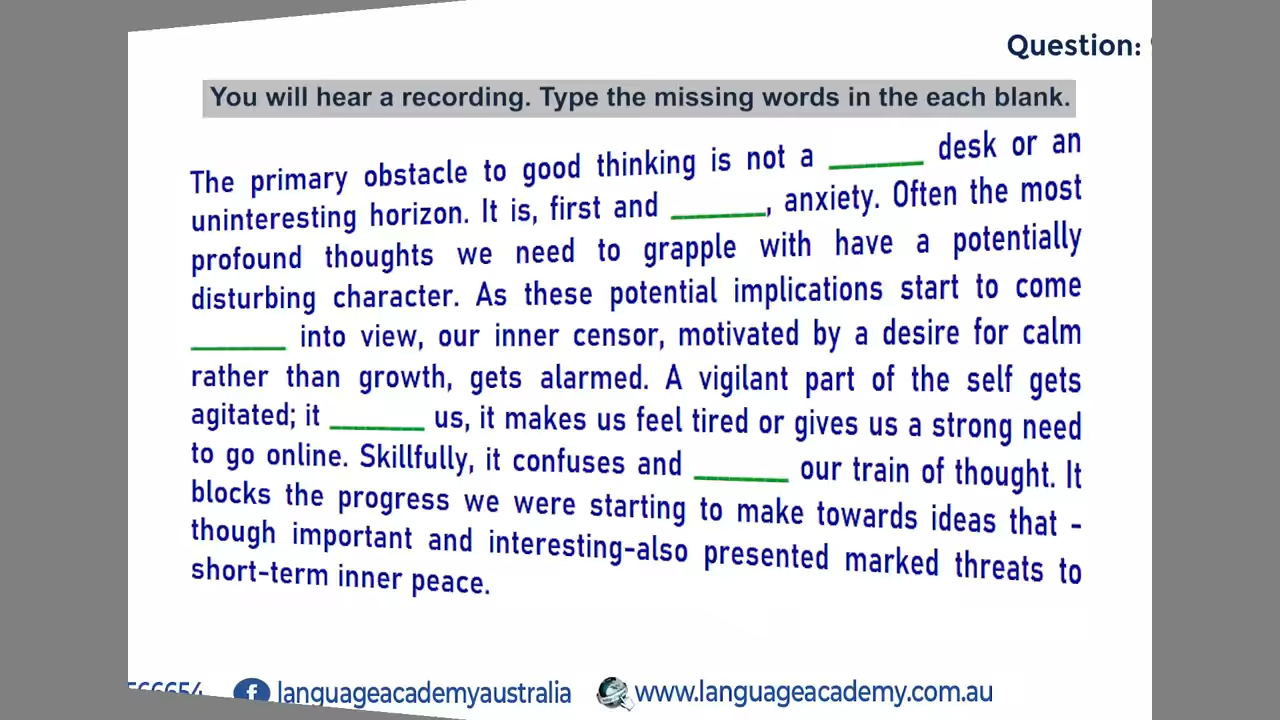 Question:
You will hear a recording. Type the missing words in the each blank.
The primary obstacle to good thinking is not a ______ desk or an
uninteresting horizon. It is, first and ______, anxiety. Often the most
profound thoughts we need to grapple with have a potentially
disturbing character. As these potential implications start to come
______ into view, our inner censor, motivated by a desire for calm
rather than growth, gets alarmed. A vigilant part of the self gets
agitated; it ______ us, it makes us feel tired or gives us a strong need
to go online. Skillfully, it confuses and ______ our train of thought. It
blocks the progress we were starting to make towards ideas that -
though important and interesting-also presented marked threats to
short-term inner peace.
languageacademyaustralia
www.languageacademy.com.au